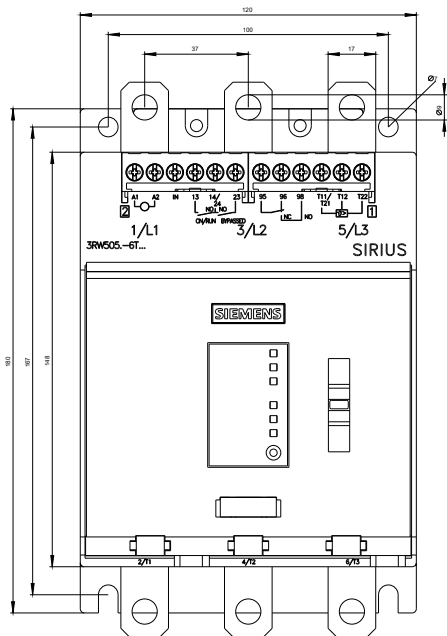 120
100
37
17
Ø7
Ø9
180
167
148
A1 A2 IN 13 14/ 23 95 96 98 T11/ T12 T22
24 T21
NO NO NC NO
ON/RUN BYPASSED
2 1
1/L1 3/L2 5/L3
3RW505.-6T...
SIRIUS
SIEMENS
2/T1 4/T2 6/T3